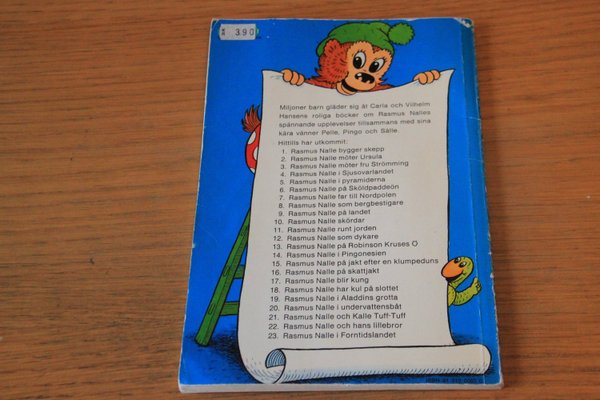 3.90
Miljoner barn gläder sig åt Carla och Vilhelm
Hansens roliga böcker om Rasmus Nalles
spännande upplevelser tillsammans med sina
kära vänner Pelle, Pingo och Sälle.
Hittills har utkommit:
1. Rasmus Nalle bygger skepp
2. Rasmus Nalle möter Ursula
3. Rasmus Nalle möter fru Strömming
4. Rasmus Nalle i Sjusovarlandet
5. Rasmus Nalle i pyramiderna
6. Rasmus Nalle på Sköldpaddeön
7. Rasmus Nalle far till Nordpolen
8. Rasmus Nalle som bergbestigare
9. Rasmus Nalle på landet
10. Rasmus Nalle skördar
11. Rasmus Nalle runt jorden
12. Rasmus Nalle som dykare
13. Rasmus Nalle på Robinson Kruses Ö
14. Rasmus Nalle i Pingonesien
15. Rasmus Nalle på jakt efter en klumpeduns
16. Rasmus Nalle på skattjakt
17. Rasmus Nalle blir kung
18. Rasmus Nalle har kul på slottet
19. Rasmus Nalle i Aladdins grotta
20. Rasmus Nalle i undervattensbåt
21. Rasmus Nalle och Kalle Tuff-Tuff
22. Rasmus Nalle och hans lillebror
23. Rasmus Nalle i Forntidslandet
ISBN